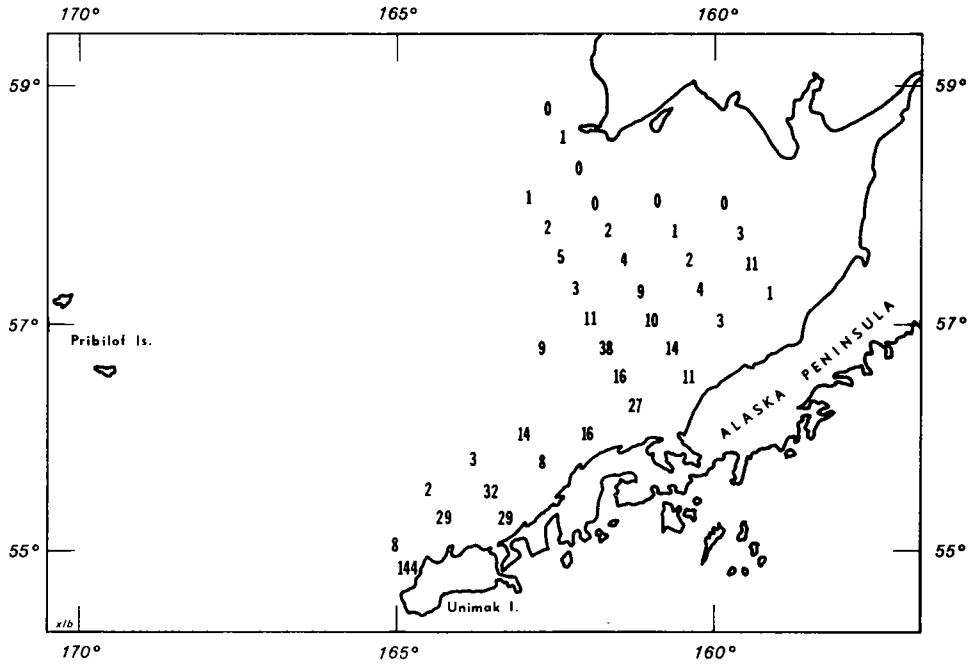 170° 165° 160°
59° 59°
0
1
0
1 0 0 0
2 2 1 3
5 4 2 11
3 9 4 1
11 10 3
57° 57°
Pribilof Is.
9 38 14
16 11
27
ALASKA PENINSULA
14 16
3 8
2 32
29 29
8
55° 55°
144
Unimak I.
x/b
170° 165° 160°